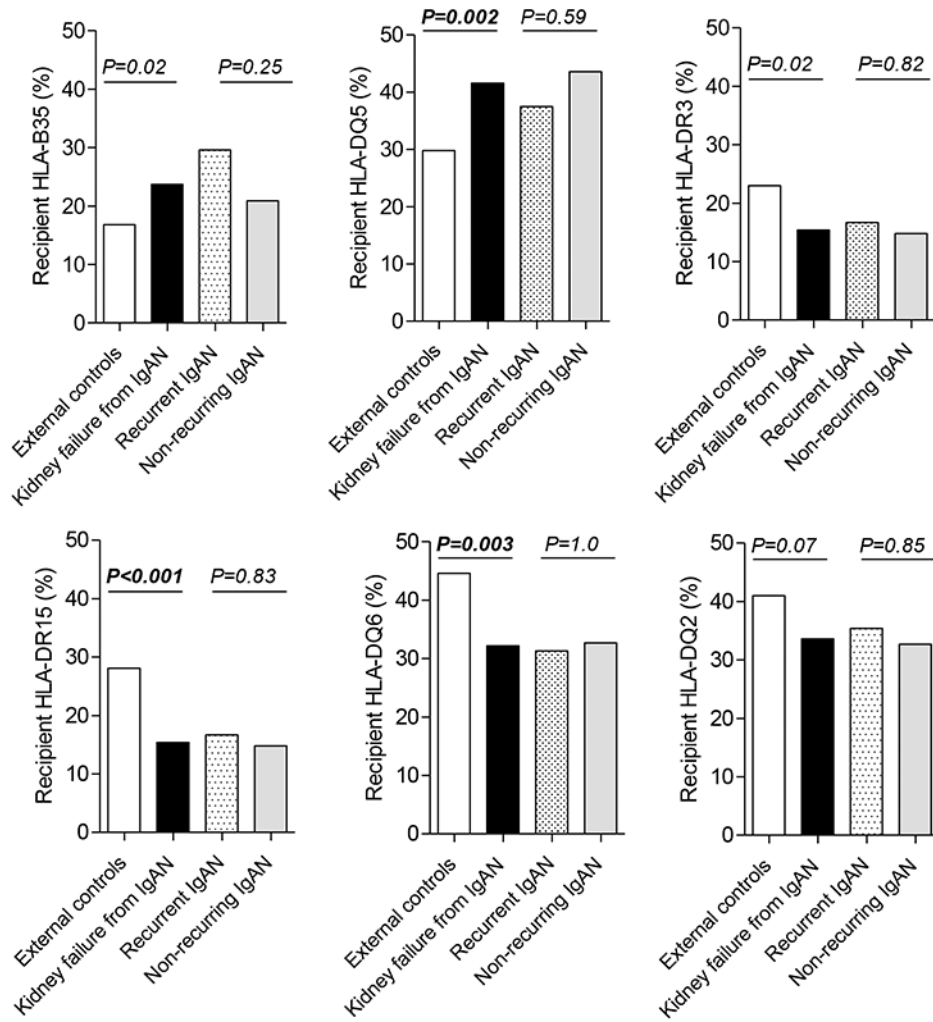 P=0.02
P=0.25
Recipient HLA-B35 (%)
50
40
30
20
10
0
External controls
Kidney failure from IgAN
Recurrent IgAN
Non-recurring IgAN
P=0.002
P=0.59
Recipient HLA-DQ5 (%)
50
40
30
20
10
0
External controls
Kidney failure from IgAN
Recurrent IgAN
Non-recurring IgAN
P=0.02
P=0.82
Recipient HLA-DR3 (%)
50
40
30
20
10
0
External controls
Kidney failure from IgAN
Recurrent IgAN
Non-recurring IgAN
P<0.001
P=0.83
Recipient HLA-DR15 (%)
50
40
30
20
10
0
External controls
Kidney failure from IgAN
Recurrent IgAN
Non-recurring IgAN
P=0.003
P=1.0
Recipient HLA-DQ6 (%)
50
40
30
20
10
0
External controls
Kidney failure from IgAN
Recurrent IgAN
Non-recurring IgAN
P=0.07
P=0.85
Recipient HLA-DQ2 (%)
50
40
30
20
10
0
External controls
Kidney failure from IgAN
Recurrent IgAN
Non-recurring IgAN